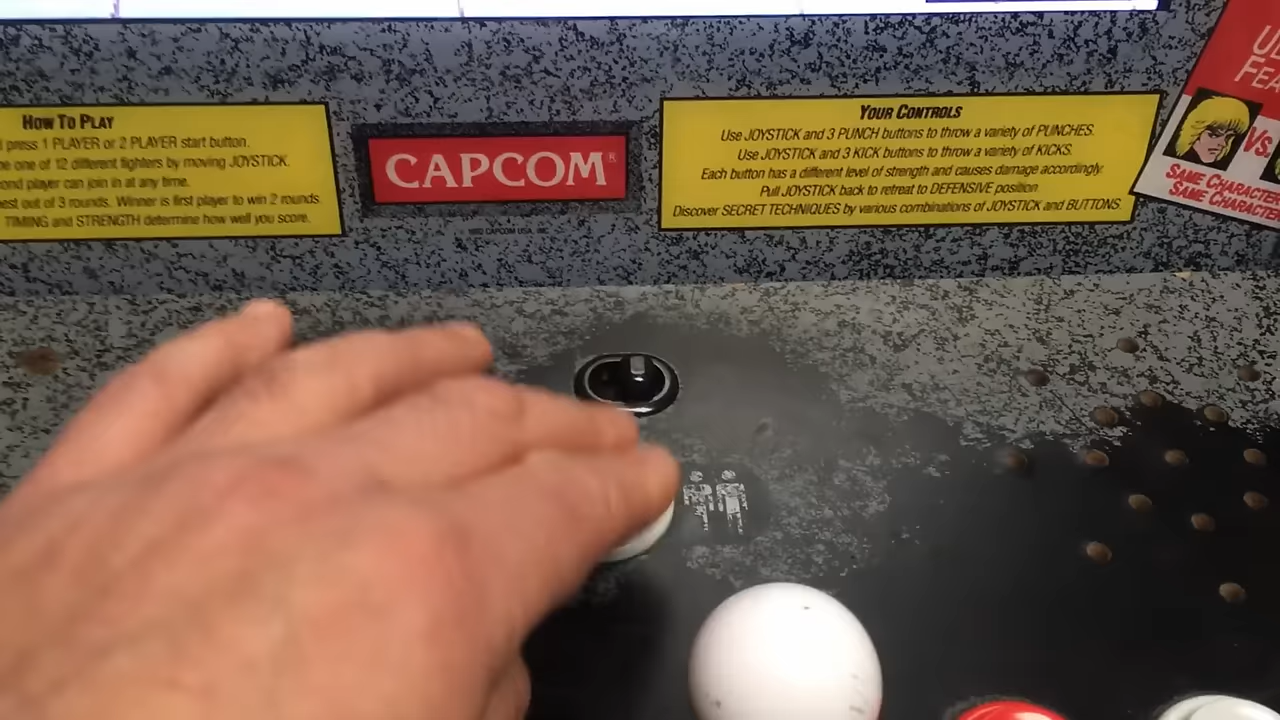 HOW TO PLAY
press 1 PLAYER or 2 PLAYER start button.
one of 12 different fighters by moving JOYSTICK.
player can join in at any time.
out of 3 rounds. Winner is first player to win 2 rounds.
TIMING and STRENGTH determine how well you score.
CAPCOM®
1992 CAPCOM USA, INC.
YOUR CONTROLS
Use JOYSTICK and 3 PUNCH buttons to throw a variety of PUNCHES.
Use JOYSTICK and 3 KICK buttons to throw a variety of KICKS.
Each button has a different level of strength and causes damage accordingly.
Pull JOYSTICK back to retreat to DEFENSIVE position.
Discover SECRET TECHNIQUES by various combinations of JOYSTICK and BUTTONS.
VS.
SAME CHARACTER
SAME CHARACTER